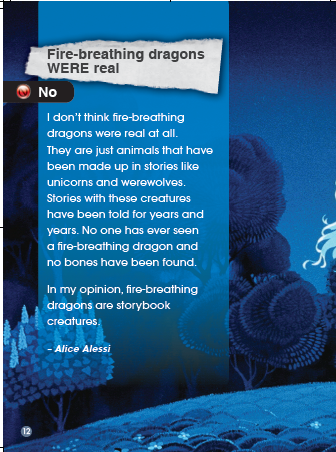 Fire-breathing dragons
WERE real
No
I don't think fire-breathing
dragons were real at all.
They are just animals that have
been made up in stories like
unicorns and werewolves.
Stories with these creatures
have been told for years and
years. No one has ever seen
a fire-breathing dragon and
no bones have been found.
In my opinion, fire-breathing
dragons are storybook
creatures.
– Alice Alessi
12